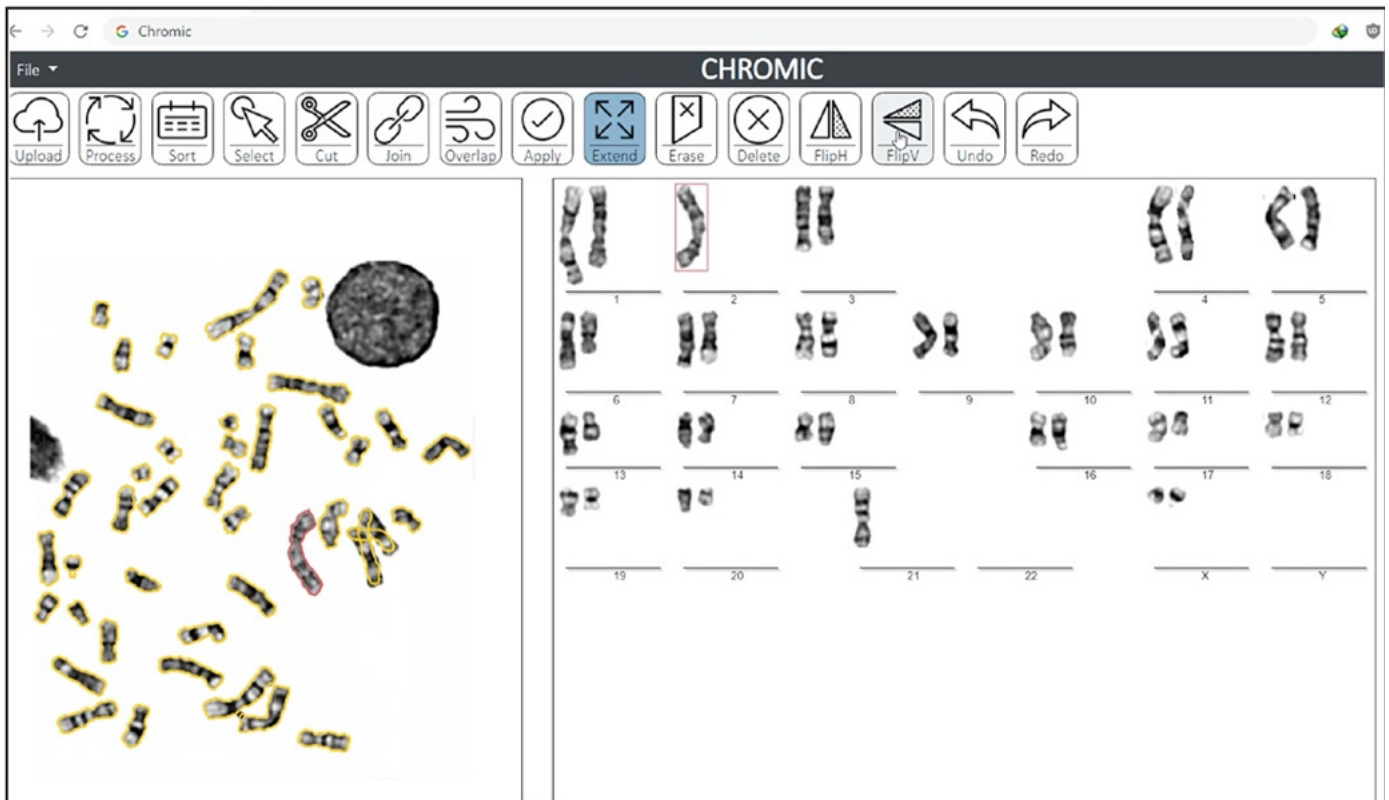 Chromic
File
CHROMIC
Upload Process Sort Select Cut Join Overlap Apply Extend Erase Delete FlipH FlipV Undo Redo
1 2 3 4 5
6 7 8 9 10 11 12
13 14 15 16 17 18
19 20 21 22 X Y